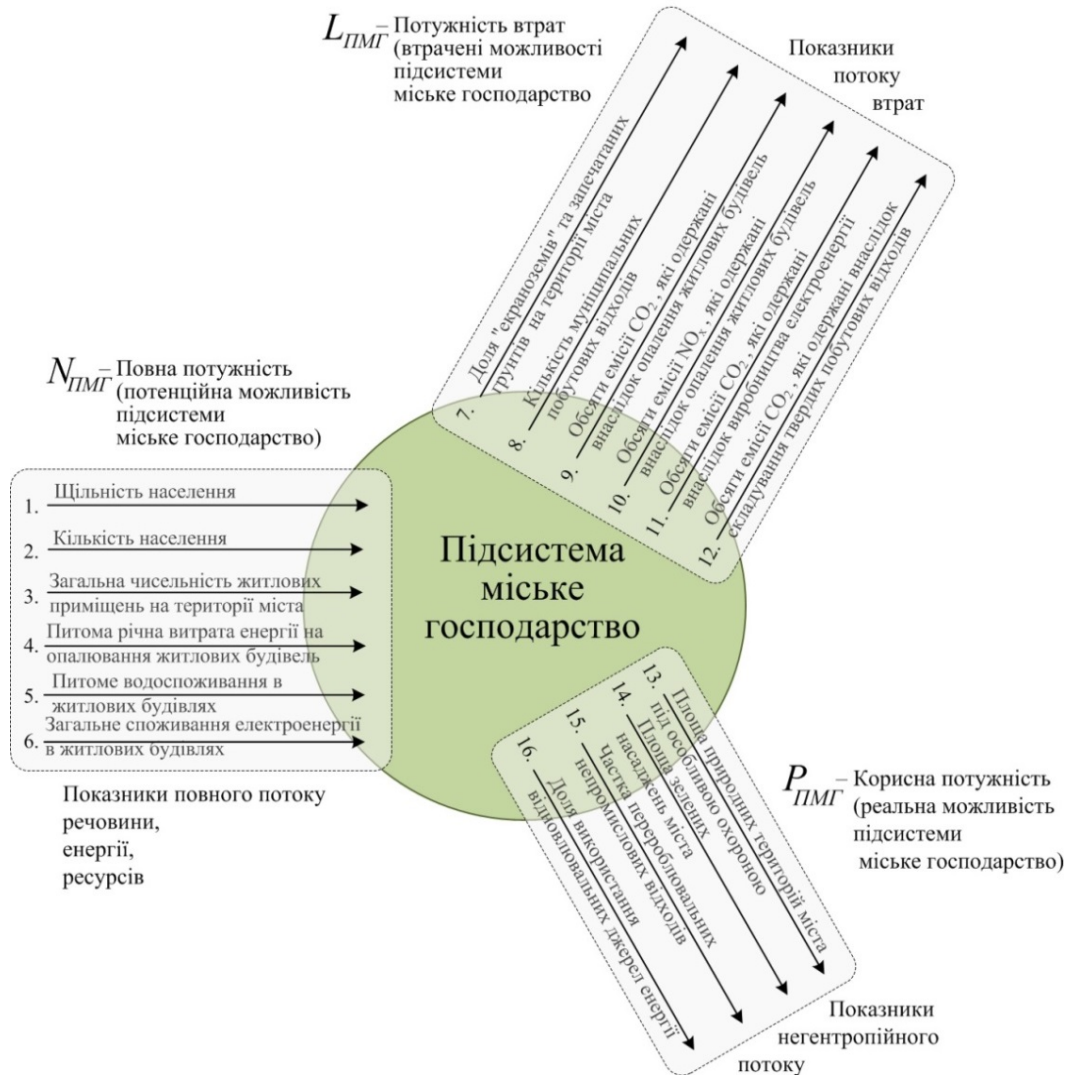 L ПМГ – Потужність втрат
(втрачені можливості
підсистеми
міське господарство
Показники
потоку
втрат
7. Доля "екраноземів" та запечатаних
грунтів на території міста
8. Кількість муніципальних
побутових відходів
9. Обсяги емісії CO₂ , які одержані
внаслідок опалення житлових будівель
10. Обсяги емісії NOₓ , які одержані
внаслідок опалення житлових будівель
11. Обсяги емісії CO₂ , які одержані
внаслідок виробництва електроенергії
12. Обсяги емісії CO₂ , які одержані внаслідок
складування твердих побутових відходів
N ПМГ – Повна потужність
(потенційна можливість
підсистеми
міське господарство)
1. Щільність населення
2. Кількість населення
3. Загальна чисельність житлових
приміщень на території міста
4. Питома річна витрата енергії на
опалювання житлових будівель
5. Питоме водоспоживання в
житлових будівлях
6. Загальне споживання електроенергії
в житлових будівлях
Показники повного потоку
речовини,
енергії,
ресурсів
Підсистема
міське
господарство
13. Площа природних територій міста
під особливою охороною
14. Площа зелених
насаджень міста
15. Частка перероблювальних
непромислових відходів
16. Доля використання
відновлювальних джерел енергії
P ПМГ – Корисна потужність
(реальна можливість
підсистеми
міське господарство)
Показники
негентропійного
потоку